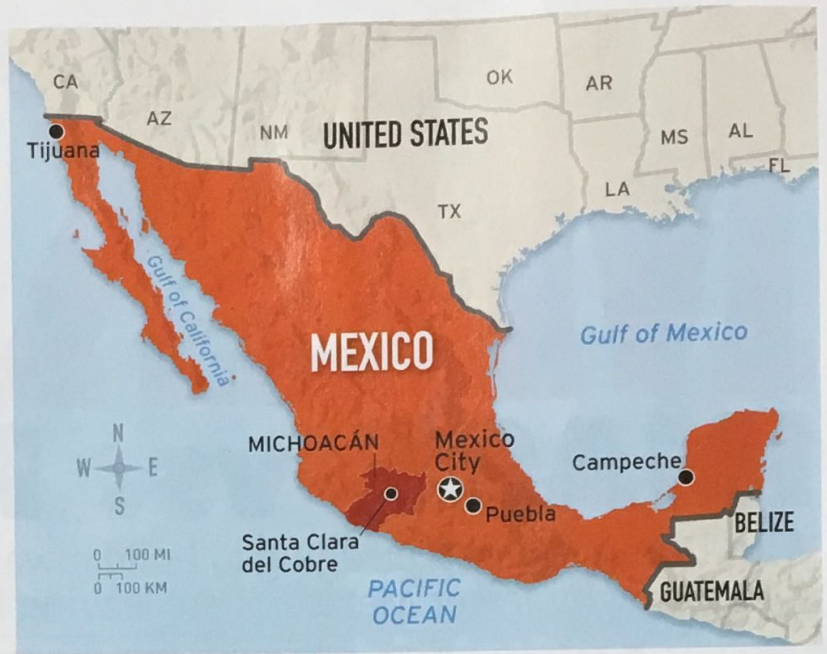 CA
AZ
NM
OK
AR
MS
AL
FL
LA
TX
UNITED STATES
Tijuana
Gulf of California
MEXICO
Gulf of Mexico
N
W E
S
MICHOACÁN
Mexico
City
Campeche
Puebla
Santa Clara
del Cobre
BELIZE
GUATEMALA
PACIFIC
OCEAN
0 100 MI
0 100 KM